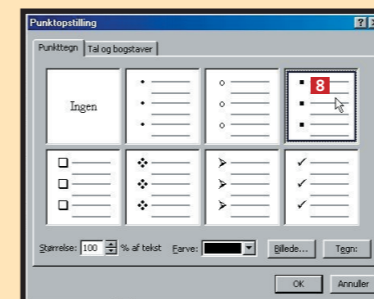 Punktopstilling
Punkttegn Tal og bogstaver
Ingen
8
Størrelse: 100 % af tekst Farve: Billede... Tegn:
OK Annuller